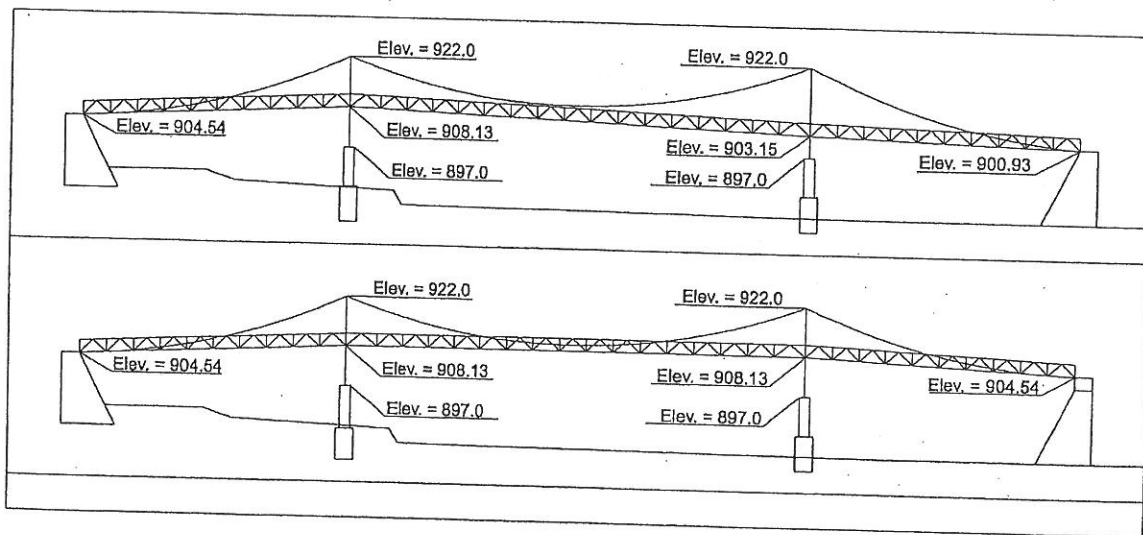 Elev. = 922.0
Elev. = 922.0
Elev. = 904.54
Elev. = 908.13
Elev. = 903.15
Elev. = 900.93
Elev. = 897.0
Elev. = 897.0
Elev. = 922.0
Elev. = 922.0
Elev. = 904.54
Elev. = 908.13
Elev. = 908.13
Elev. = 904.54
Elev. = 897.0
Elev. = 897.0